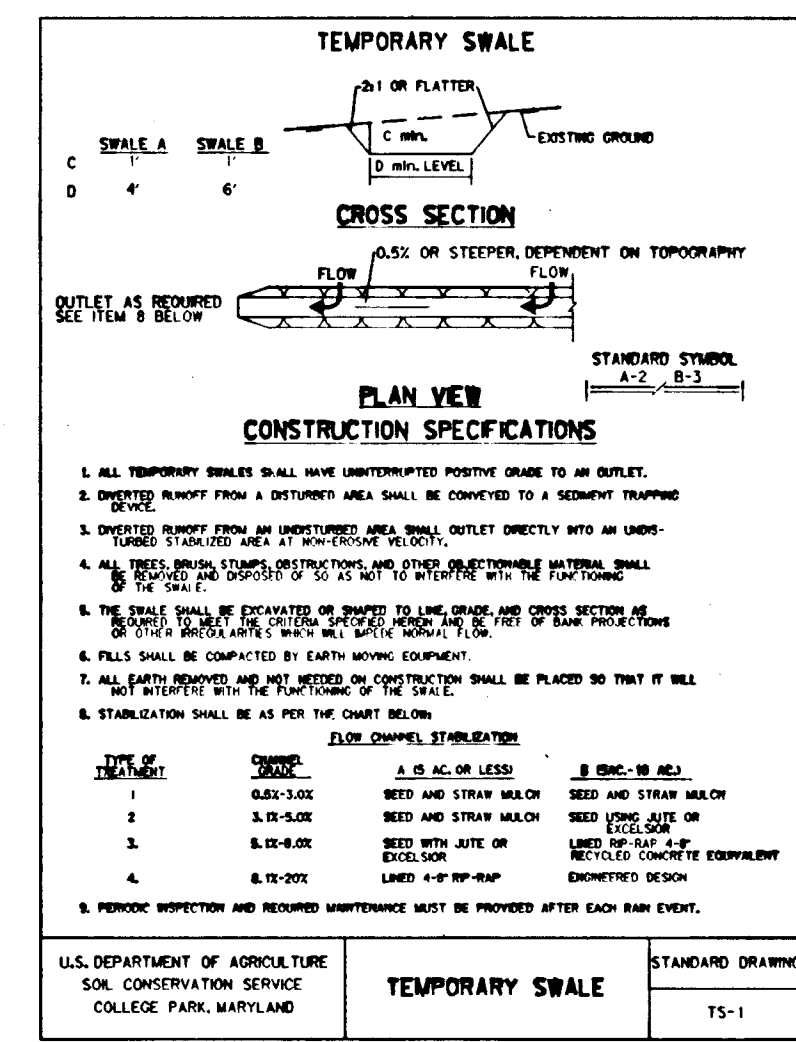 TEMPORARY SWALE
2:1 OR FLATTER
C min.
EXISTING GROUND
D min. LEVEL
SWALE A SWALE B
C 1' 1'
D 4' 6'
CROSS SECTION
0.5% OR STEEPER, DEPENDENT ON TOPOGRAPHY
FLOW FLOW
OUTLET AS REQUIRED
SEE ITEM 8 BELOW
STANDARD SYMBOL
A-2 B-3
PLAN VIEW
CONSTRUCTION SPECIFICATIONS
1. ALL TEMPORARY SWALES SHALL HAVE UNINTERRUPTED POSITIVE GRADE TO AN OUTLET.
2. DIVERTED RUNOFF FROM A DISTURBED AREA SHALL BE CONVEYED TO A SEDIMENT TRAPPING
DEVICE.
3. DIVERTED RUNOFF FROM AN UNDISTURBED AREA SHALL OUTLET DIRECTLY INTO AN UNDIS-
TURBED STABILIZED AREA AT NON-EROSIVE VELOCITY.
4. ALL TREES, BRUSH, STUMPS, OBSTRUCTIONS, AND OTHER OBJECTIONABLE MATERIAL SHALL
BE REMOVED AND DISPOSED OF SO AS NOT TO INTERFERE WITH THE FUNCTIONING
OF THE SWALE.
5. THE SWALE SHALL BE EXCAVATED OR SHAPED TO LINE, GRADE, AND CROSS SECTION AS
REQUIRED TO MEET THE CRITERIA SPECIFIED HEREIN AND BE FREE OF BANK PROJECTIONS
OR OTHER IRREGULARITIES WHICH WILL IMPEDE NORMAL FLOW.
6. FILLS SHALL BE COMPACTED BY EARTH MOVING EQUIPMENT.
7. ALL EARTH REMOVED AND NOT NEEDED ON CONSTRUCTION SHALL BE PLACED SO THAT IT WILL
NOT INTERFERE WITH THE FUNCTIONING OF THE SWALE.
8. STABILIZATION SHALL BE AS PER THE CHART BELOW:
FLOW CHANNEL STABILIZATION
TYPE OF TREATMENT CHANNEL GRADE A (5 AC. OR LESS) B (5AC.-10 AC.)
1 0.5%-3.0% SEED AND STRAW MULCH SEED AND STRAW MULCH
2 3.1%-5.0% SEED AND STRAW MULCH SEED USING JUTE OR
EXCELSIOR
3. 5.1%-8.0% SEED WITH JUTE OR LINED RIP-RAP 4-8"
EXCELSIOR RECYCLED CONCRETE EQUIVALENT
4. 8.1%-20% LINED 4-8" RIP-RAP ENGINEERED DESIGN
9. PERIODIC INSPECTION AND REQUIRED MAINTENANCE MUST BE PROVIDED AFTER EACH RAIN EVENT.
U.S. DEPARTMENT OF AGRICULTURE
SOIL CONSERVATION SERVICE
COLLEGE PARK, MARYLAND
TEMPORARY SWALE
STANDARD DRAWING
TS-1